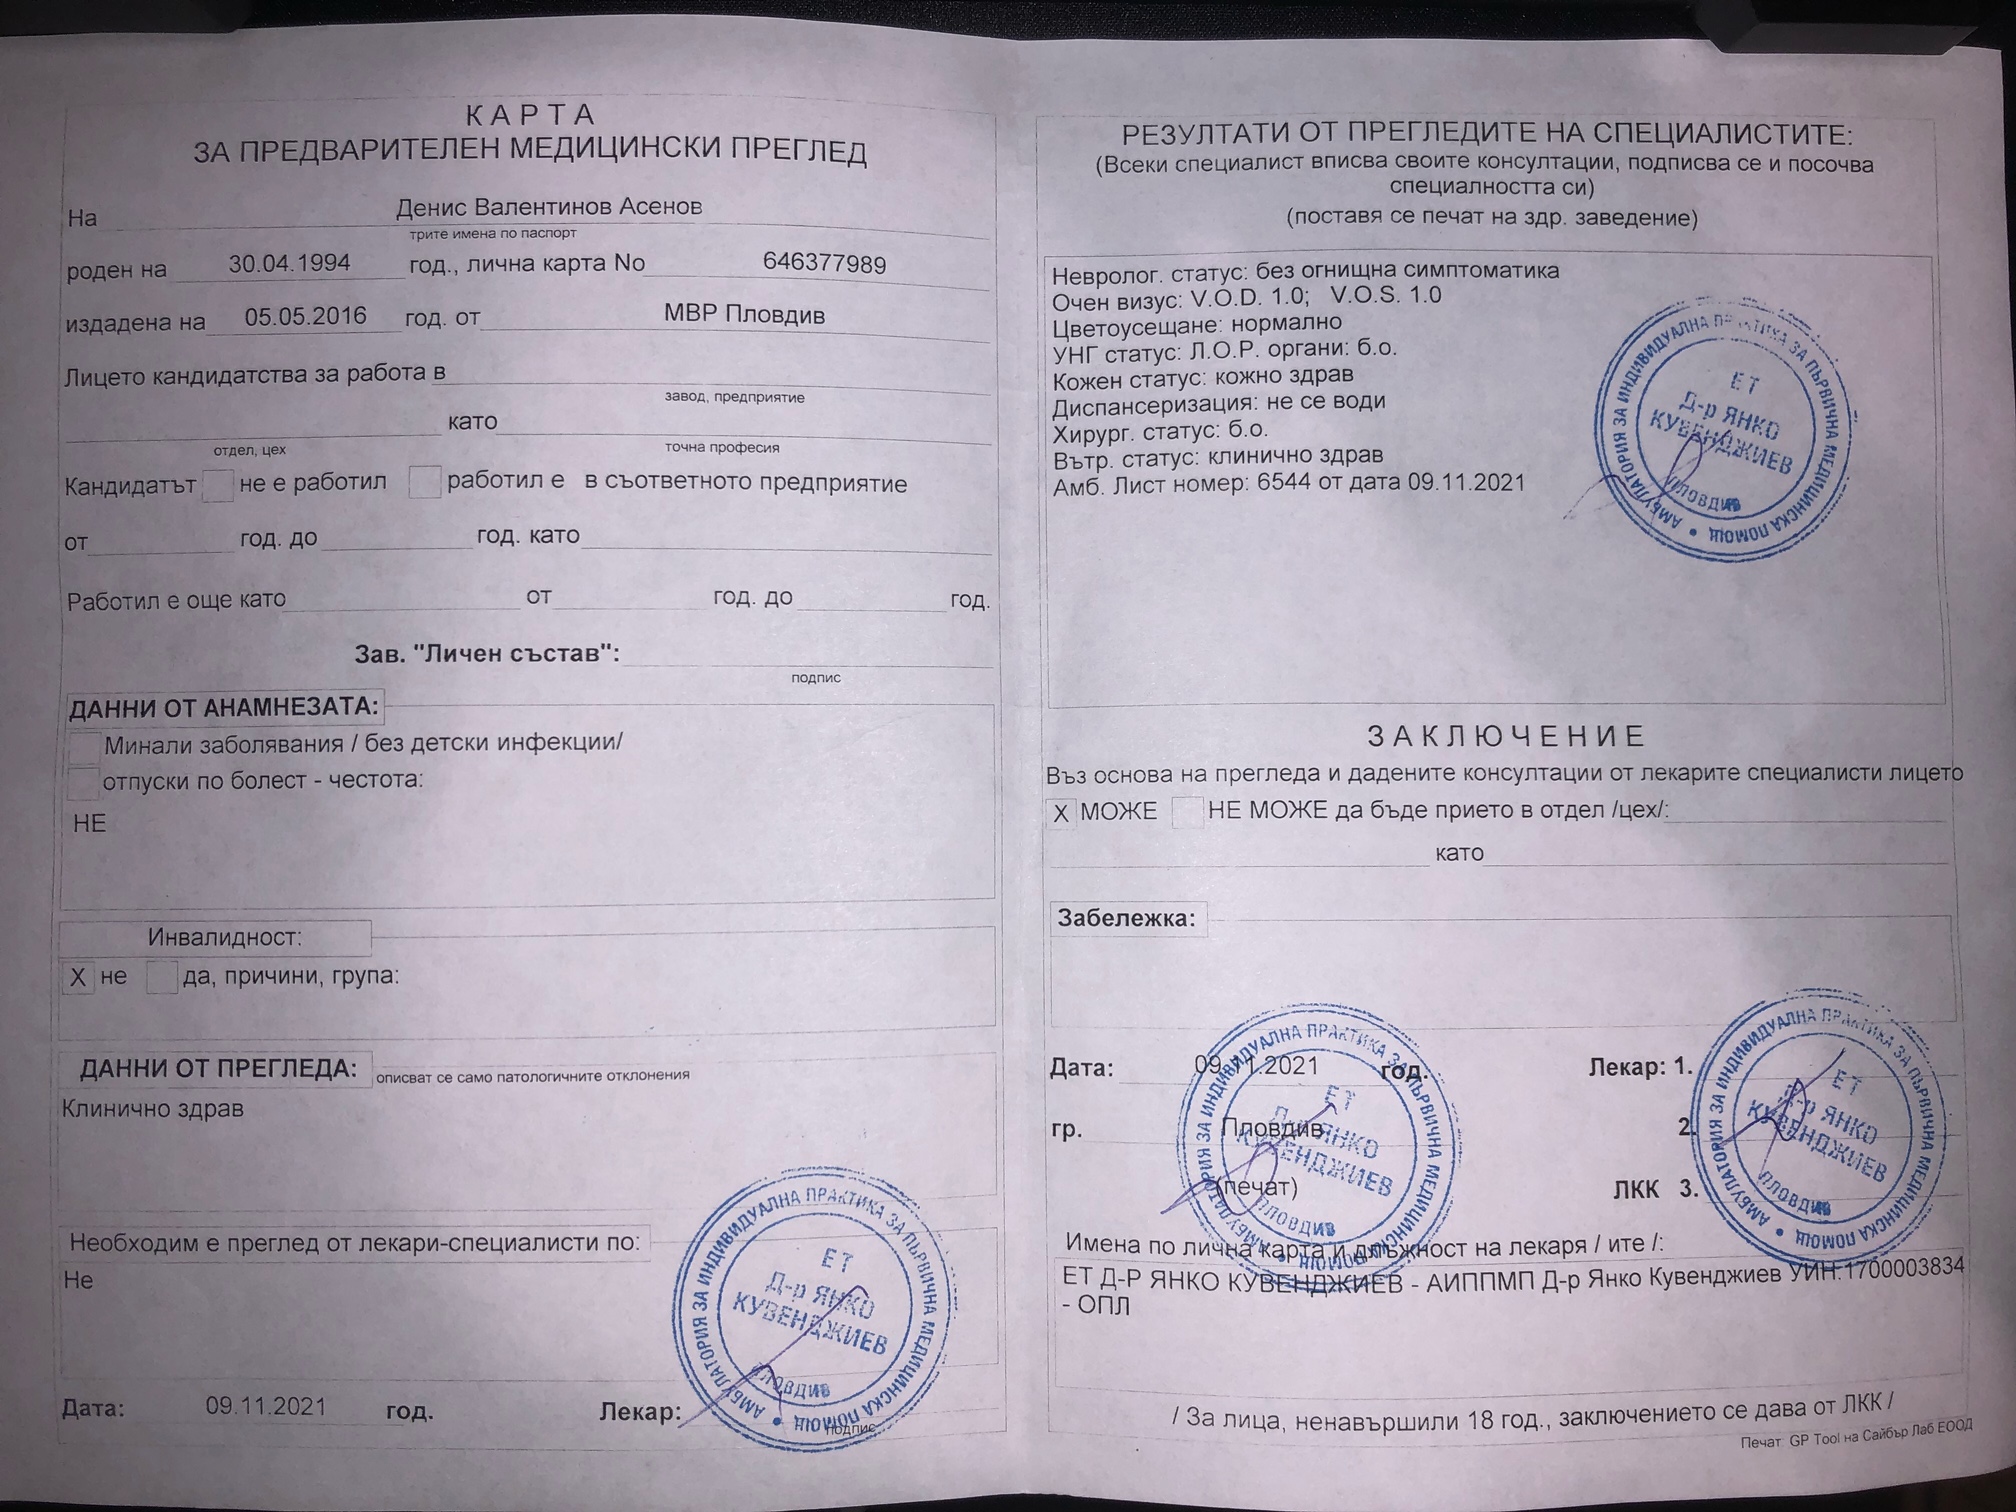 КАРТА
ЗА ПРЕДВАРИТЕЛЕН МЕДИЦИНСКИ ПРЕГЛЕД
На Денис Валентинов Асенов
трите имена по паспорт
роден на 30.04.1994 год., лична карта No 646377989
издадена на 05.05.2016 год. от МВР Пловдив
Лицето кандидатства за работа в
завод, предприятие
като
отдел, цех точна професия
Кандидатът не е работил работил е в съответното предприятие
от год. до год. като
Работил е още като от год. до год.
Зав. "Личен състав":
подпис
ДАННИ ОТ АНАМНЕЗАТА:
Минали заболявания / без детски инфекции/
отпуски по болест - честота:
НЕ
Инвалидност:
X не да, причини, група:
ДАННИ ОТ ПРЕГЛЕДА: описват се само патологичните отклонения
Клинично здрав
Необходим е преглед от лекари-специалисти по:
Не
Дата: 09.11.2021 год. Лекар:
подпис
АМБУЛАТОРИЯ ЗА ИНДИВИДУАЛНА ПРАКТИКА ЗА ПЪРВИЧНА МЕДИЦИНСКА ПОМОЩ
ЕТ
Д-р ЯНКО
КУВЕНДЖИЕВ
ПЛОВДИВ
РЕЗУЛТАТИ ОТ ПРЕГЛЕДИТЕ НА СПЕЦИАЛИСТИТЕ:
(Всеки специалист вписва своите консултации, подписва се и посочва
специалността си)
(поставя се печат на здр. заведение)
Невролог. статус: без огнищна симптоматика
Очен визус: V.O.D. 1.0; V.O.S. 1.0
Цветоусещане: нормално
УНГ статус: Л.О.Р. органи: б.о.
Кожен статус: кожно здрав
Диспансеризация: не се води
Хирург. статус: б.о.
Вътр. статус: клинично здрав
Амб. Лист номер: 6544 от дата 09.11.2021
АМБУЛАТОРИЯ ЗА ИНДИВИДУАЛНА ПРАКТИКА ЗА ПЪРВИЧНА МЕДИЦИНСКА ПОМОЩ
ЕТ
Д-р ЯНКО
КУВЕНДЖИЕВ
ПЛОВДИВ
ЗАКЛЮЧЕНИЕ
Въз основа на прегледа и дадените консултации от лекарите специалисти лицето
X МОЖЕ НЕ МОЖЕ да бъде прието в отдел /цех/:
като
Забележка:
Дата: 09.11.2021 год. Лекар: 1.
гр. Пловдив 2.
(печат) ЛКК 3.
АМБУЛАТОРИЯ ЗА ИНДИВИДУАЛНА ПРАКТИКА ЗА ПЪРВИЧНА МЕДИЦИНСКА ПОМОЩ
ЕТ
Д-р ЯНКО
КУВЕНДЖИЕВ
ПЛОВДИВ
АМБУЛАТОРИЯ ЗА ИНДИВИДУАЛНА ПРАКТИКА ЗА ПЪРВИЧНА МЕДИЦИНСКА ПОМОЩ
ЕТ
Д-р ЯНКО
КУВЕНДЖИЕВ
ПЛОВДИВ
Имена по лична карта и длъжност на лекаря / ите /:
ЕТ Д-Р ЯНКО КУВЕНДЖИЕВ - АИППМП Д-р Янко Кувенджиев УИН:1700003834
- ОПЛ
/ За лица, ненавършили 18 год., заключението се дава от ЛКК /
Печат GP Tool на Сайбър Лаб ЕООД